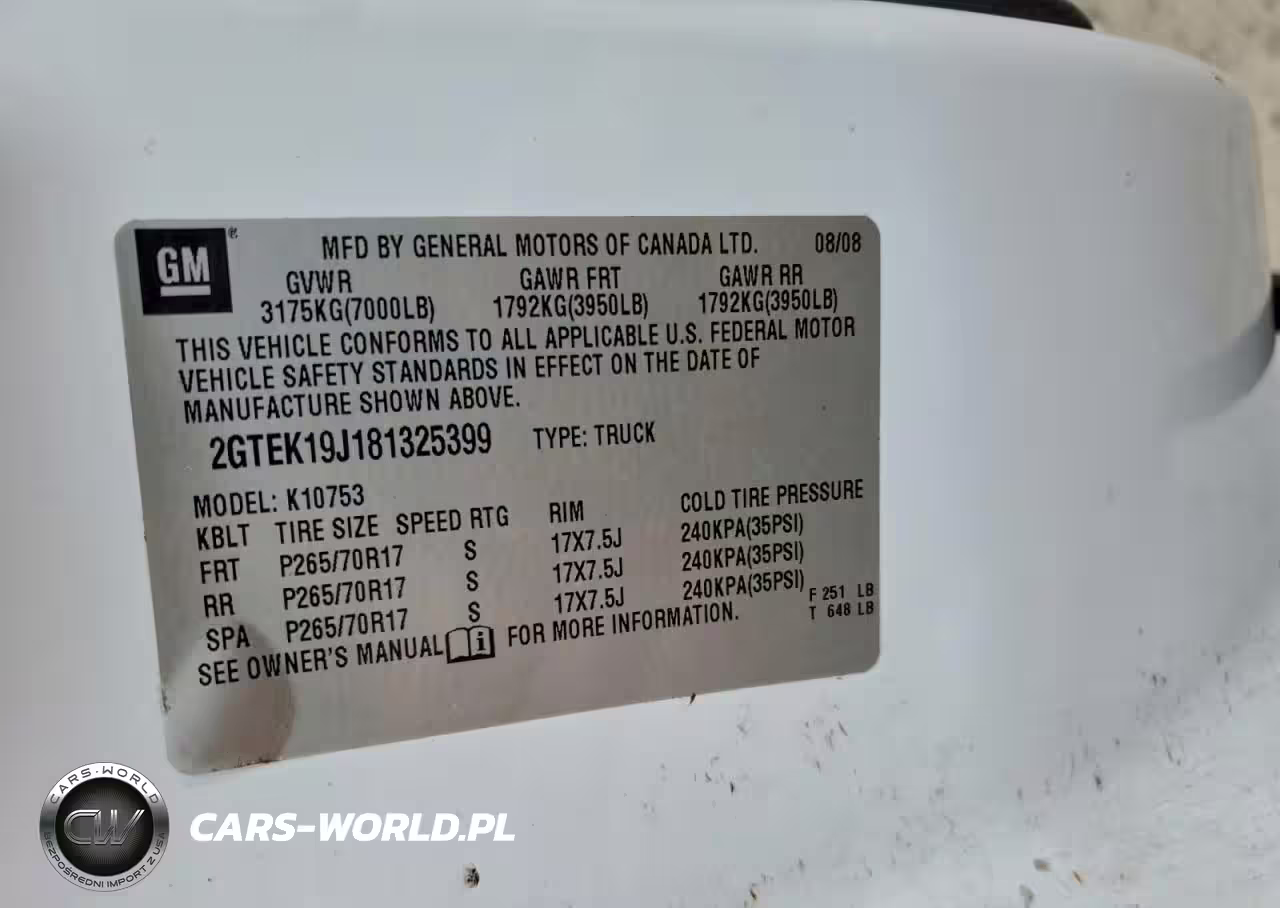 GM®
MFD BY GENERAL MOTORS OF CANADA LTD. 08/08
GVWR GAWR FRT GAWR RR
3175KG(7000LB) 1792KG(3950LB) 1792KG(3950LB)
THIS VEHICLE CONFORMS TO ALL APPLICABLE U.S. FEDERAL MOTOR
VEHICLE SAFETY STANDARDS IN EFFECT ON THE DATE OF
MANUFACTURE SHOWN ABOVE.
2GTEK19J181325399 TYPE: TRUCK
MODEL: K10753
KBLT TIRE SIZE SPEED RTG RIM COLD TIRE PRESSURE
FRT P265/70R17 S 17X7.5J 240KPA(35PSI)
RR P265/70R17 S 17X7.5J 240KPA(35PSI)
SPA P265/70R17 S 17X7.5J 240KPA(35PSI)
F 251 LB
T 648 LB
SEE OWNER'S MANUAL i FOR MORE INFORMATION.
CARS-WORLD
CW
BEZPOŚREDNI IMPORT Z USA
CARS-WORLD.PL